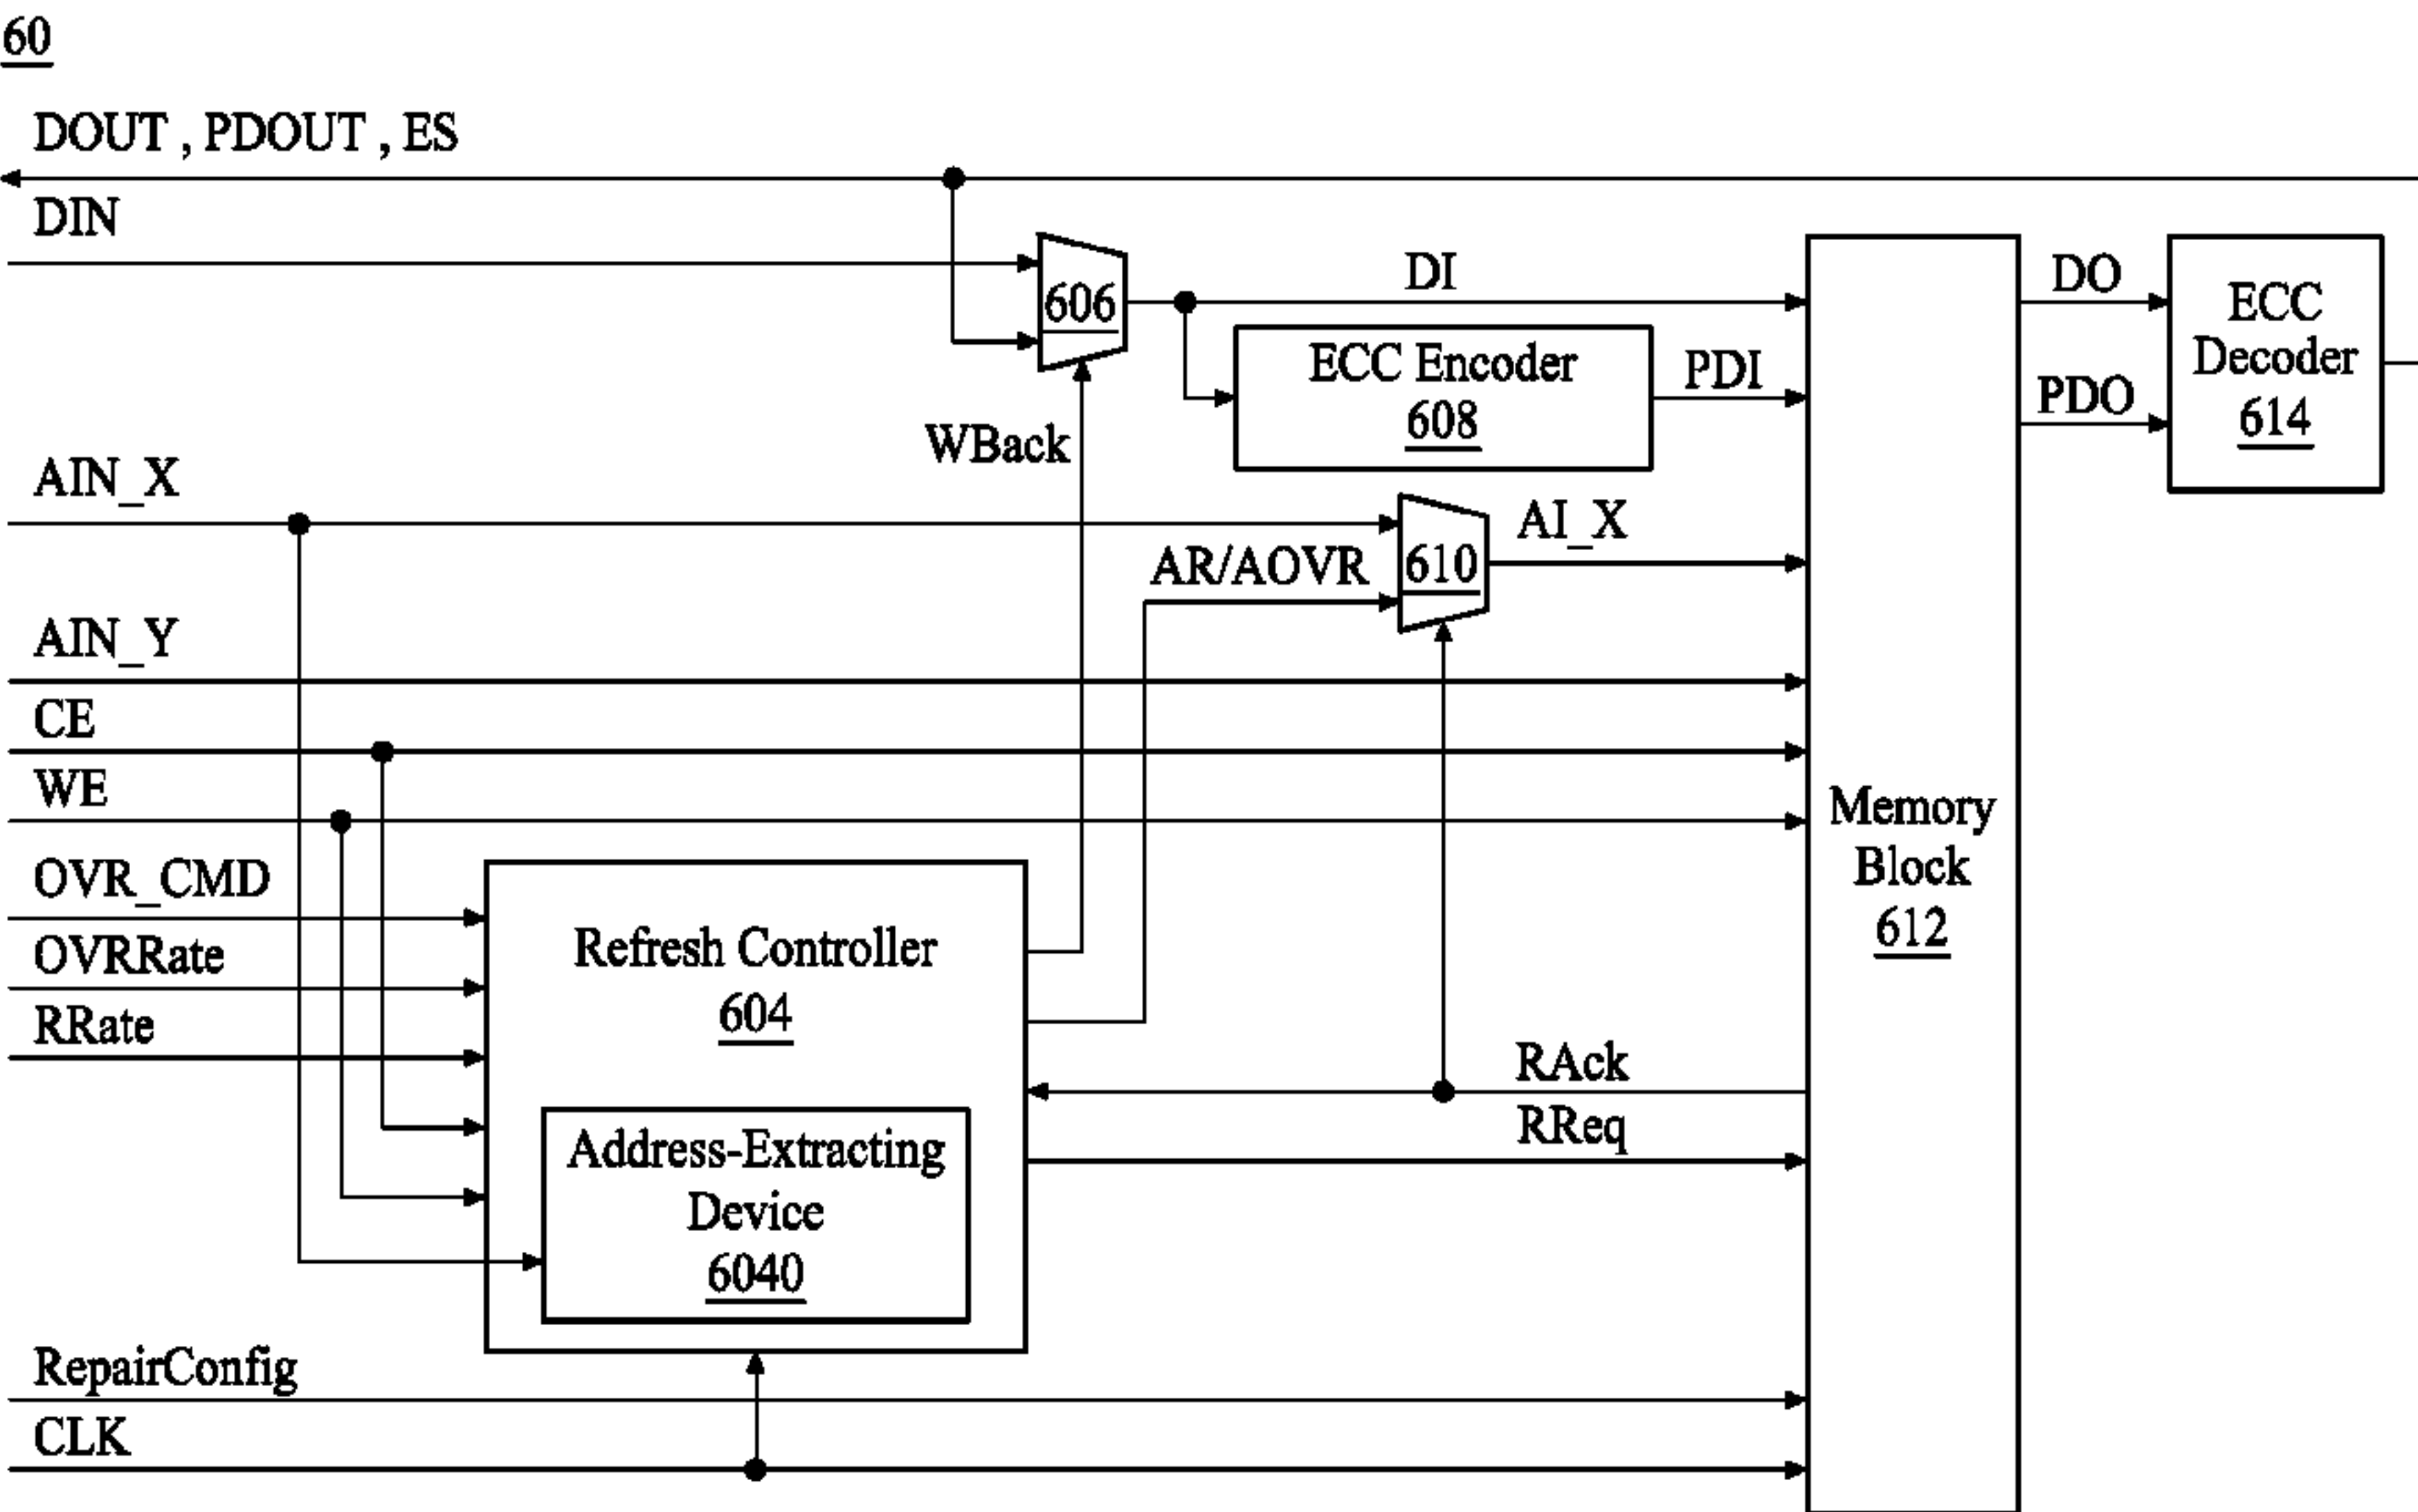 60
DOUT , PDOUT , ES
DIN
606
DI
DO
ECC
Decoder
614
ECC Encoder
608
PDI
PDO
WBack
AIN_X
AI_X
610
AR/AOVR
AIN_Y
CE
WE
Memory
Block
612
OVR_CMD
OVRRate
RRate
Refresh Controller
604
RAck
RReq
Address-Extracting
Device
6040
RepairConfig
CLK